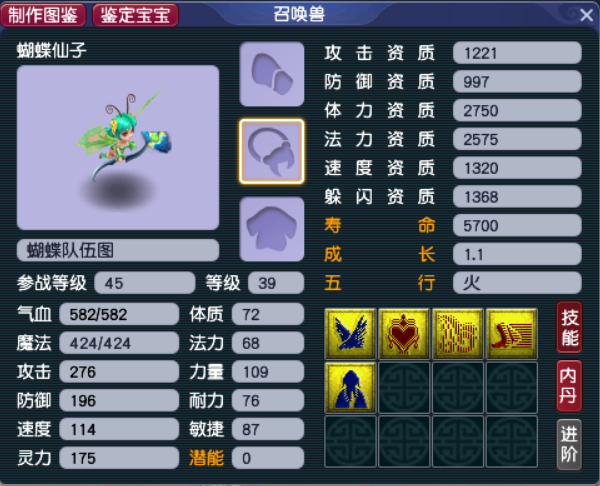 制作图鉴 鉴定宝宝 召唤兽
蝴蝶仙子
攻击资质 1221
防御资质 997
体力资质 2750
法力资质 2575
速度资质 1320
躲闪资质 1368
寿命 5700
蝴蝶队伍图
成长 1.1
参战等级 45 等级 39
五行 火
气血 582/582 体质 72
魔法 424/424 法力 68
攻击 276 力量 109
防御 196 耐力 76
速度 114 敏捷 87
灵力 175 潜能 0
技能
内丹
进阶